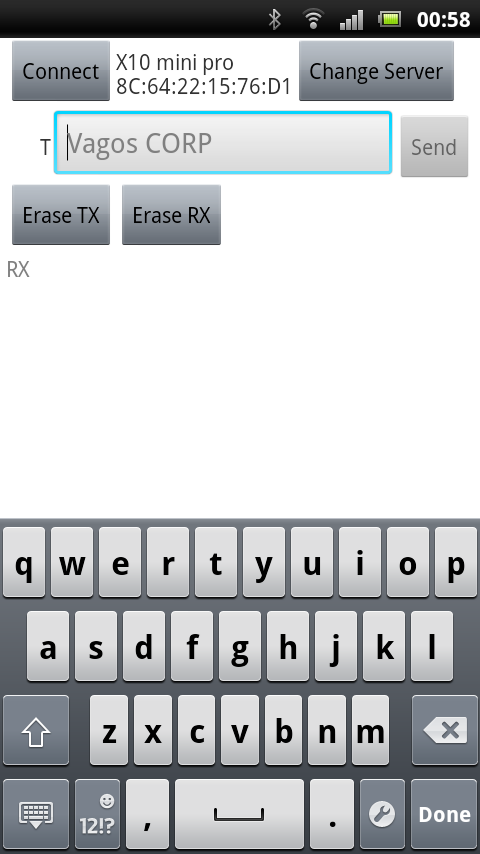 00:58
Connect
X10 mini pro
8C:64:22:15:76:D1
Change Server
T
Vagos CORP
Send
Erase TX
Erase RX
RX
q w e r t y u i o p
a s d f g h j k l
z x c v b n m
12!? , . Done